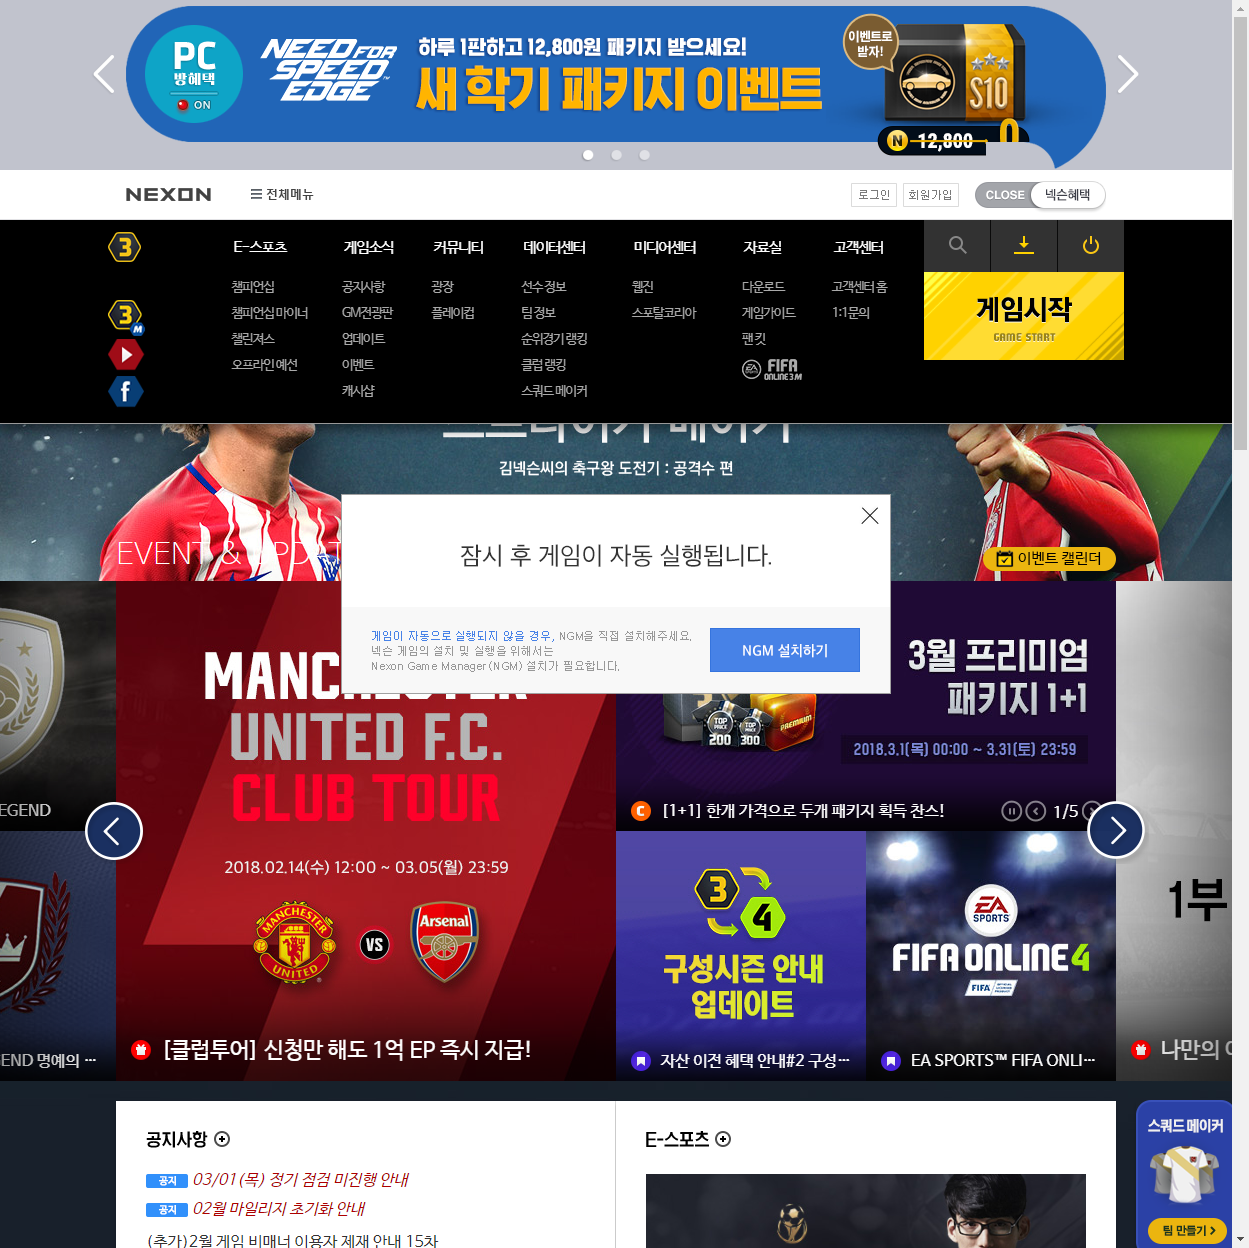 PC
방혜택
ON
NEED FOR
SPEED
EDGE
하루 1판하고 12,800원 패키지 받으세요!
새 학기 패키지 이벤트
이벤트로
받자!
S10
N 12,800 0
NEXON
전체메뉴
로그인
회원가입
CLOSE
넥슨혜택
E-스포츠
게임소식
커뮤니티
데이터센터
미디어센터
자료실
고객센터
챔피언십
공지사항
광장
선수 정보
웹진
다운로드
고객센터 홈
챔피언십 마이너
GM전광판
플레이컵
팀 정보
스포탈코리아
게임가이드
1:1문의
챌린져스
업데이트
순위경기 랭킹
팬 킷
오프라인 예선
이벤트
클럽 랭킹
EA FIFA
ONLINE 3 M
캐시샵
스쿼드 메이커
3
3 M
게임시작
GAME START
스트라이커 메이커
김넥슨씨의 축구왕 도전기 : 공격수 편
EVENT &
이벤트 캘린더
잠시 후 게임이 자동 실행됩니다.
게임이 자동으로 실행되지 않을 경우, NGM을 직접 설치해주세요.
넥슨 게임의 설치 및 실행을 위해서는
Nexon Game Manager(NGM) 설치가 필요합니다.
NGM 설치하기
MANCHESTER
UNITED F.C.
CLUB TOUR
2018.02.14(수) 12:00 ~ 03.05(월) 23:59
MANCHESTER
UNITED
VS
Arsenal
[클럽투어] 신청만 해도 1억 EP 즉시 지급!
3월 프리미엄
패키지 1+1
2018.3.1(목) 00:00 ~ 3.31(토) 23:59
TOP
PRICE
200
TOP
PRICE
300
PREMIUM
C
[1+1] 한개 가격으로 두개 패키지 획득 찬스!
1/5
3
4
구성시즌 안내
업데이트
자산 이전 혜택 안내#2 구성…
EA
SPORTS
FIFA ONLINE 4
FIFA
EA SPORTS™ FIFA ONLI…
EGEND
END 명예의 …
1부
나만의
공지사항
공지 03/01(목) 정기 점검 미진행 안내
공지 02월 마일리지 초기화 안내
(추가)2월 게임 비매너 이용자 제재 안내 15차
E-스포츠
스쿼드 메이커
팀 만들기